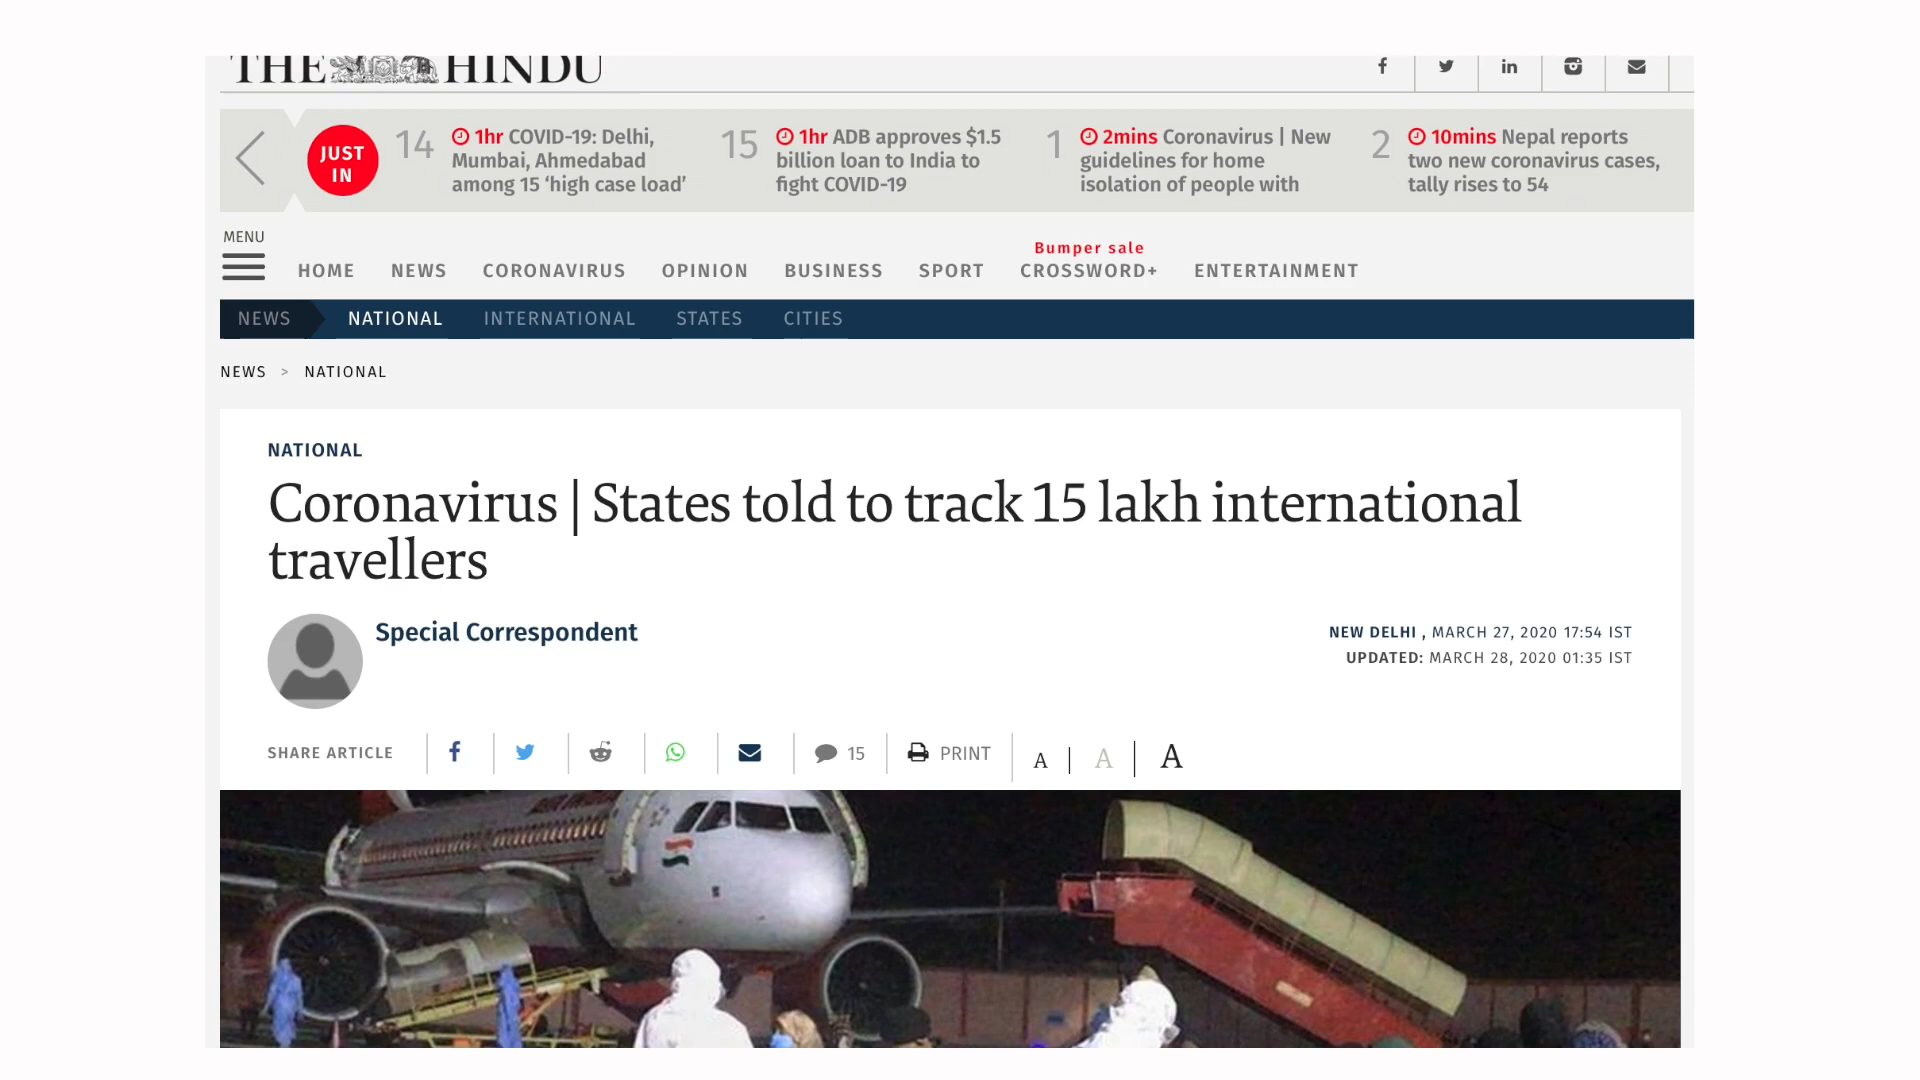 THE HINDU
JUST
IN
14
1hr COVID-19: Delhi,
Mumbai, Ahmedabad
among 15 ‘high case load’
15
1hr ADB approves $1.5
billion loan to India to
fight COVID-19
1
2mins Coronavirus | New
guidelines for home
isolation of people with
2
10mins Nepal reports
two new coronavirus cases,
tally rises to 54
MENU
Bumper sale
HOME NEWS CORONAVIRUS OPINION BUSINESS SPORT CROSSWORD+ ENTERTAINMENT
NEWS NATIONAL INTERNATIONAL STATES CITIES
NEWS > NATIONAL
NATIONAL
Coronavirus | States told to track 15 lakh international
travellers
Special Correspondent
NEW DELHI , MARCH 27, 2020 17:54 IST
UPDATED: MARCH 28, 2020 01:35 IST
SHARE ARTICLE 15 PRINT A | A | A